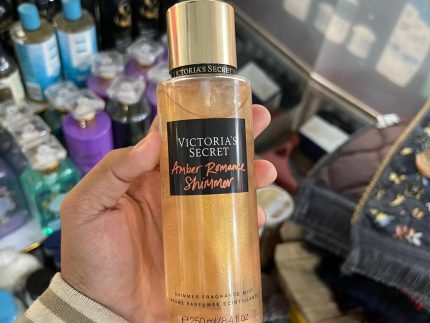 VICTORIA'S SECRET
VICTORIA'S
SECRET
Amber Romance
Shimmer
SHIMMER FRAGRANCE MIST
BRUME PARFUMÉE SCINTILLANTE
℮ 250 ml/8.4 fl oz